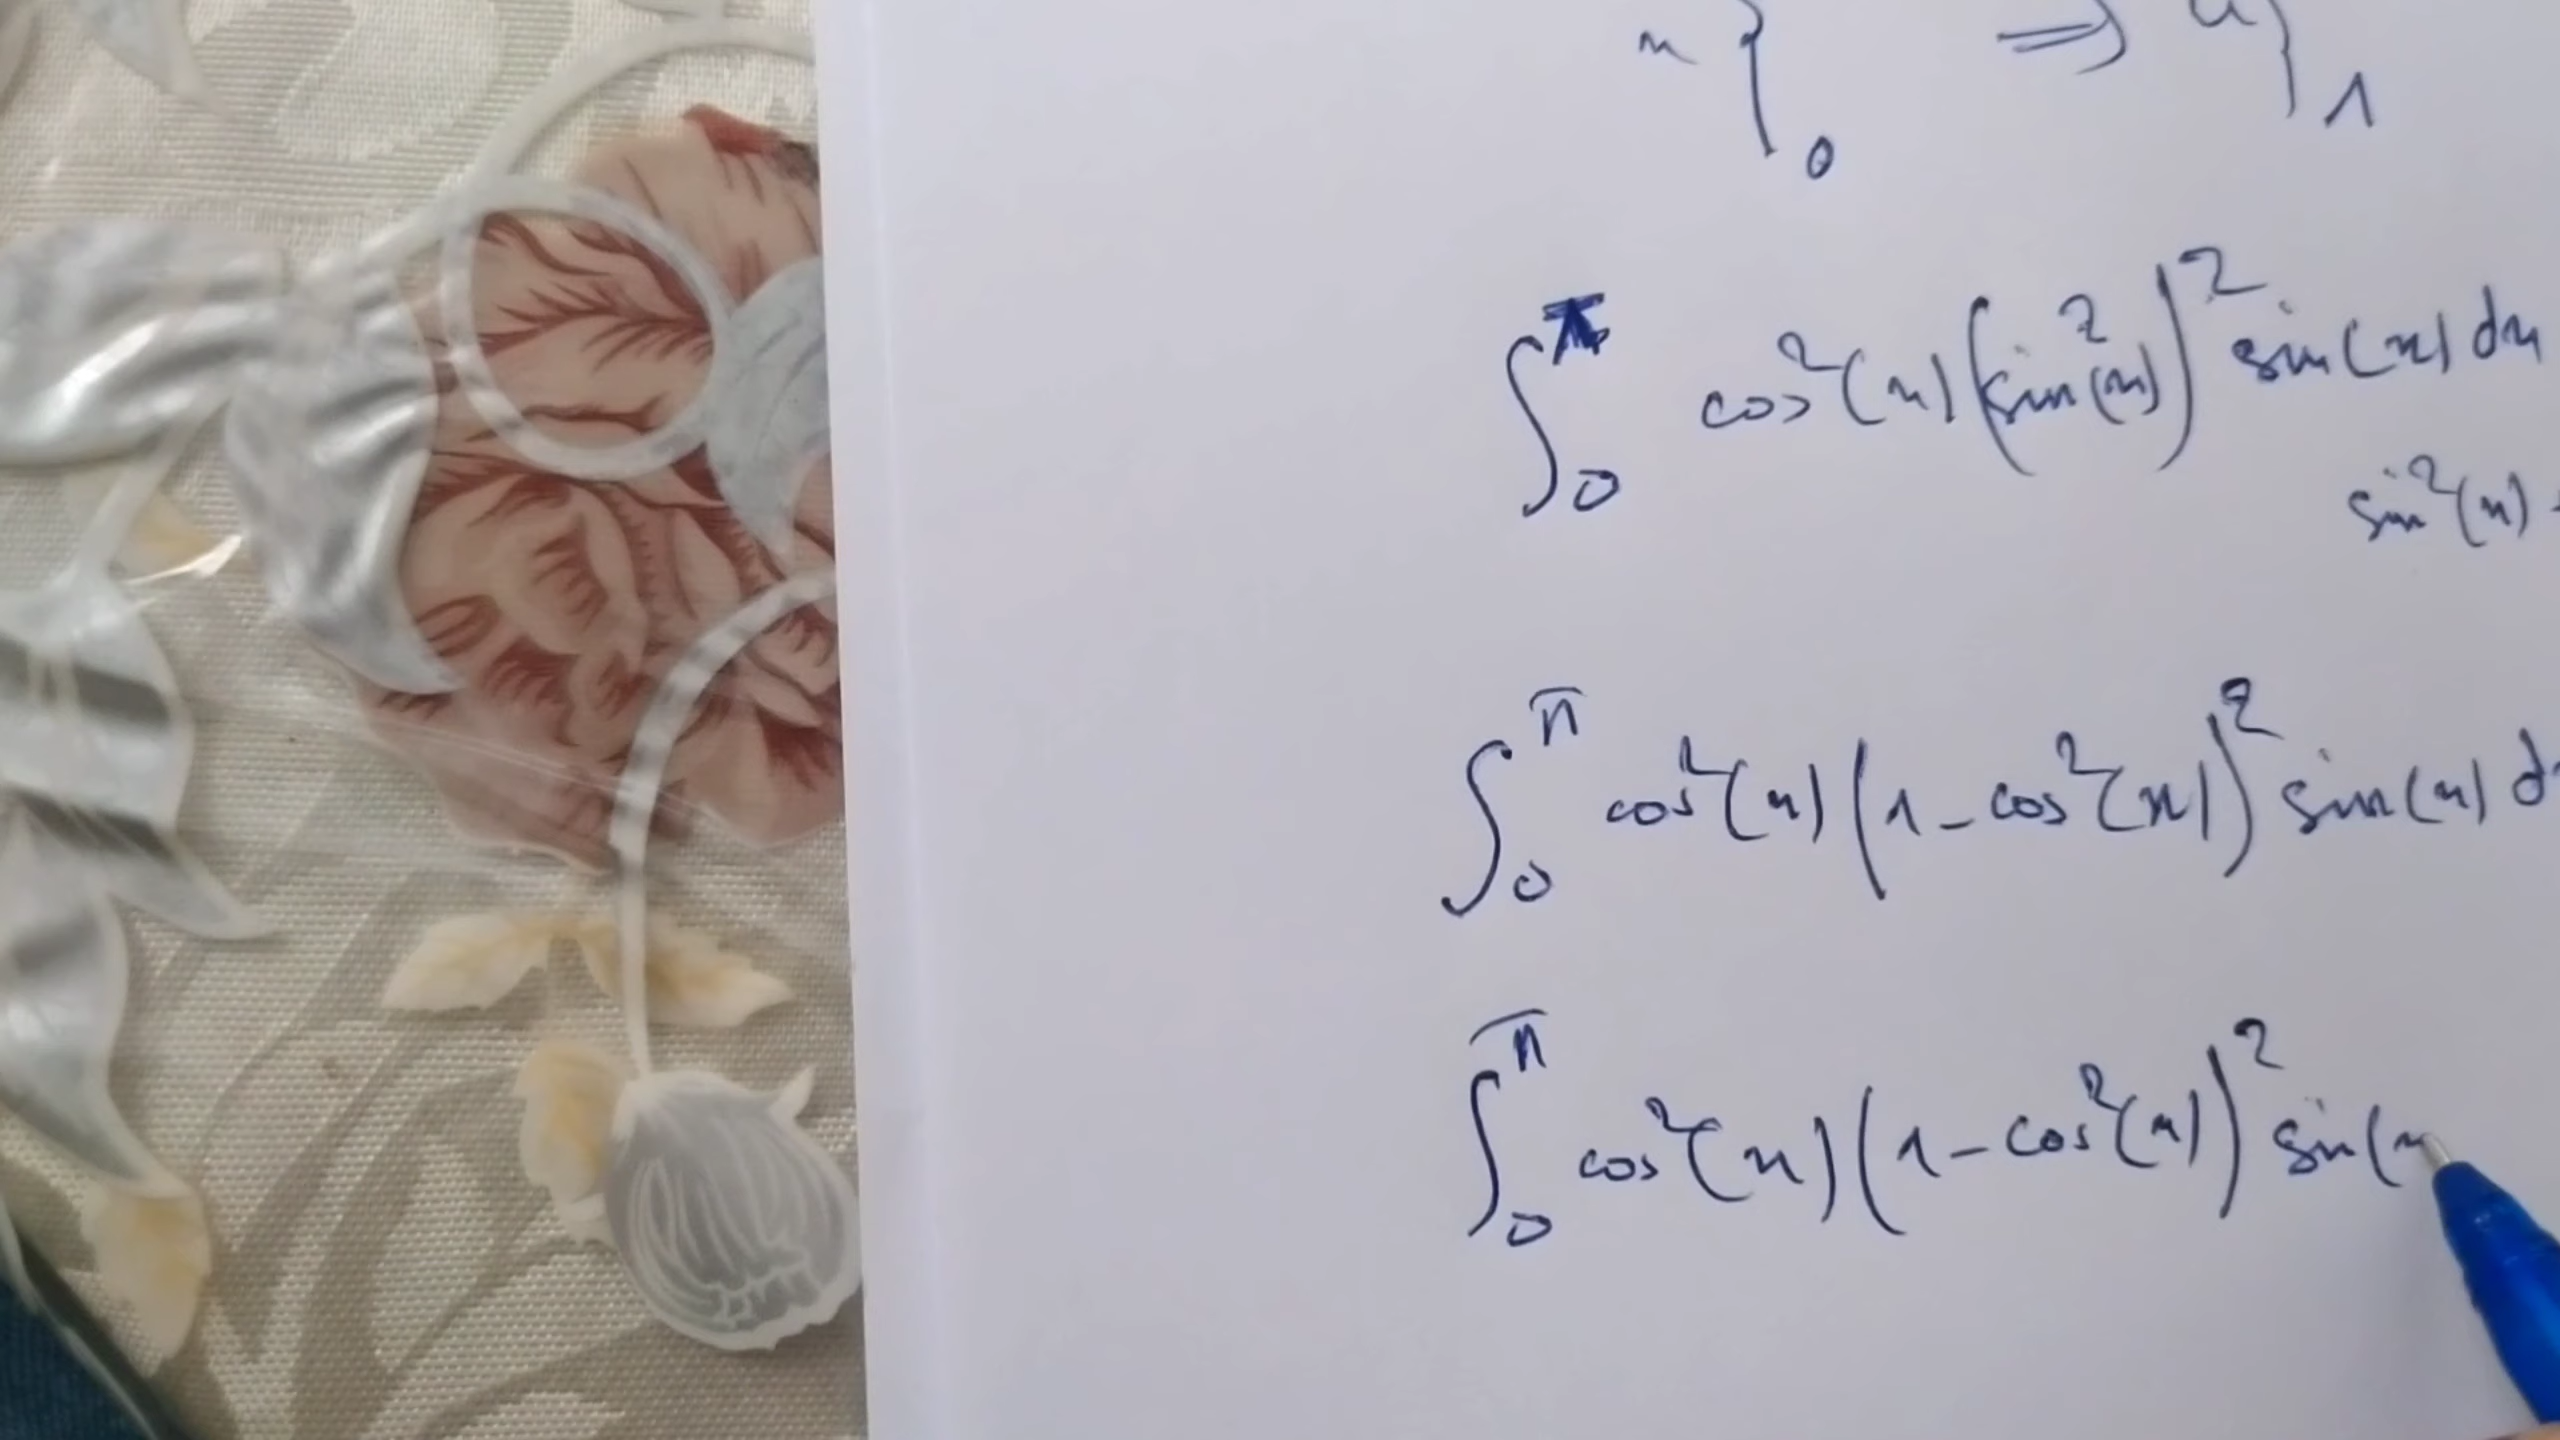 x } 0 ⇒ u } 1
∫₀^π cos²(x) (sin²(x))² sin(x) dx
sin²(x)
∫₀^π cos²(x) (1 - cos²(x))² sin(x) d
∫₀^π cos²(x) (1 - cos²(x))² sin(x